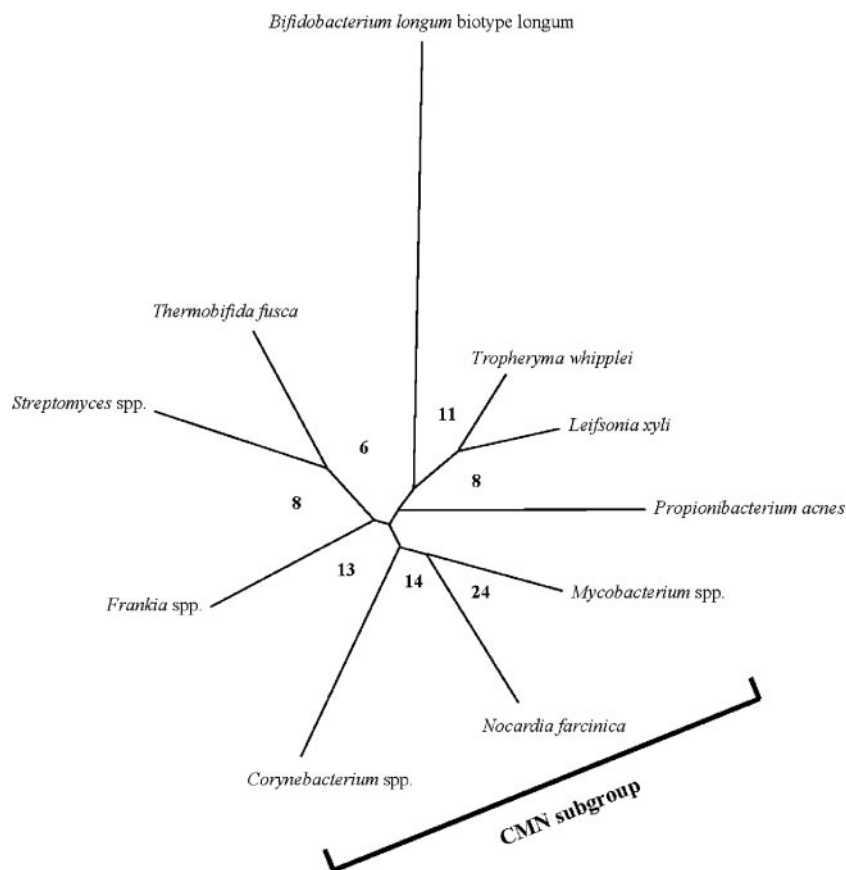 Bifidobacterium longum biotype longum
Thermobifida fusca
Tropheryma whipplei
Streptomyces spp.
11
Leifsonia xyli
6
8
8
Propionibacterium acnes
13
14
24
Mycobacterium spp.
Frankia spp.
Nocardia farcinica
Corynebacterium spp.
CMN subgroup